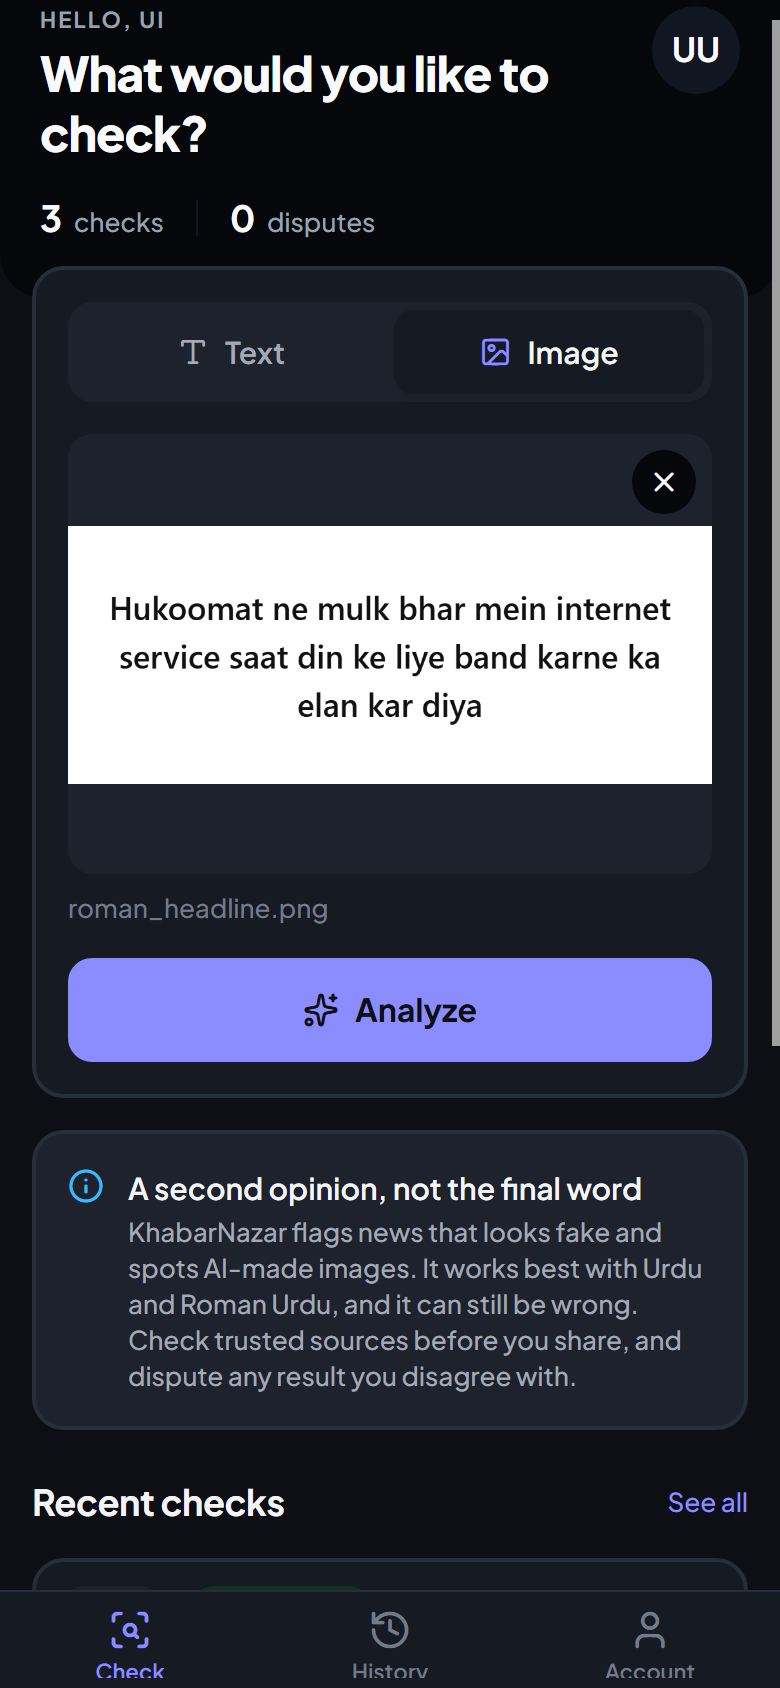 HELLO, UI
What would you like to
check?
UU
3 checks
0 disputes
Text
Image
Hukoomat ne mulk bhar mein internet
service saat din ke liye band karne ka
elan kar diya
roman_headline.png
Analyze
A second opinion, not the final word
KhabarNazar flags news that looks fake and
spots AI-made images. It works best with Urdu
and Roman Urdu, and it can still be wrong.
Check trusted sources before you share, and
dispute any result you disagree with.
Recent checks
See all
Check
History
Account